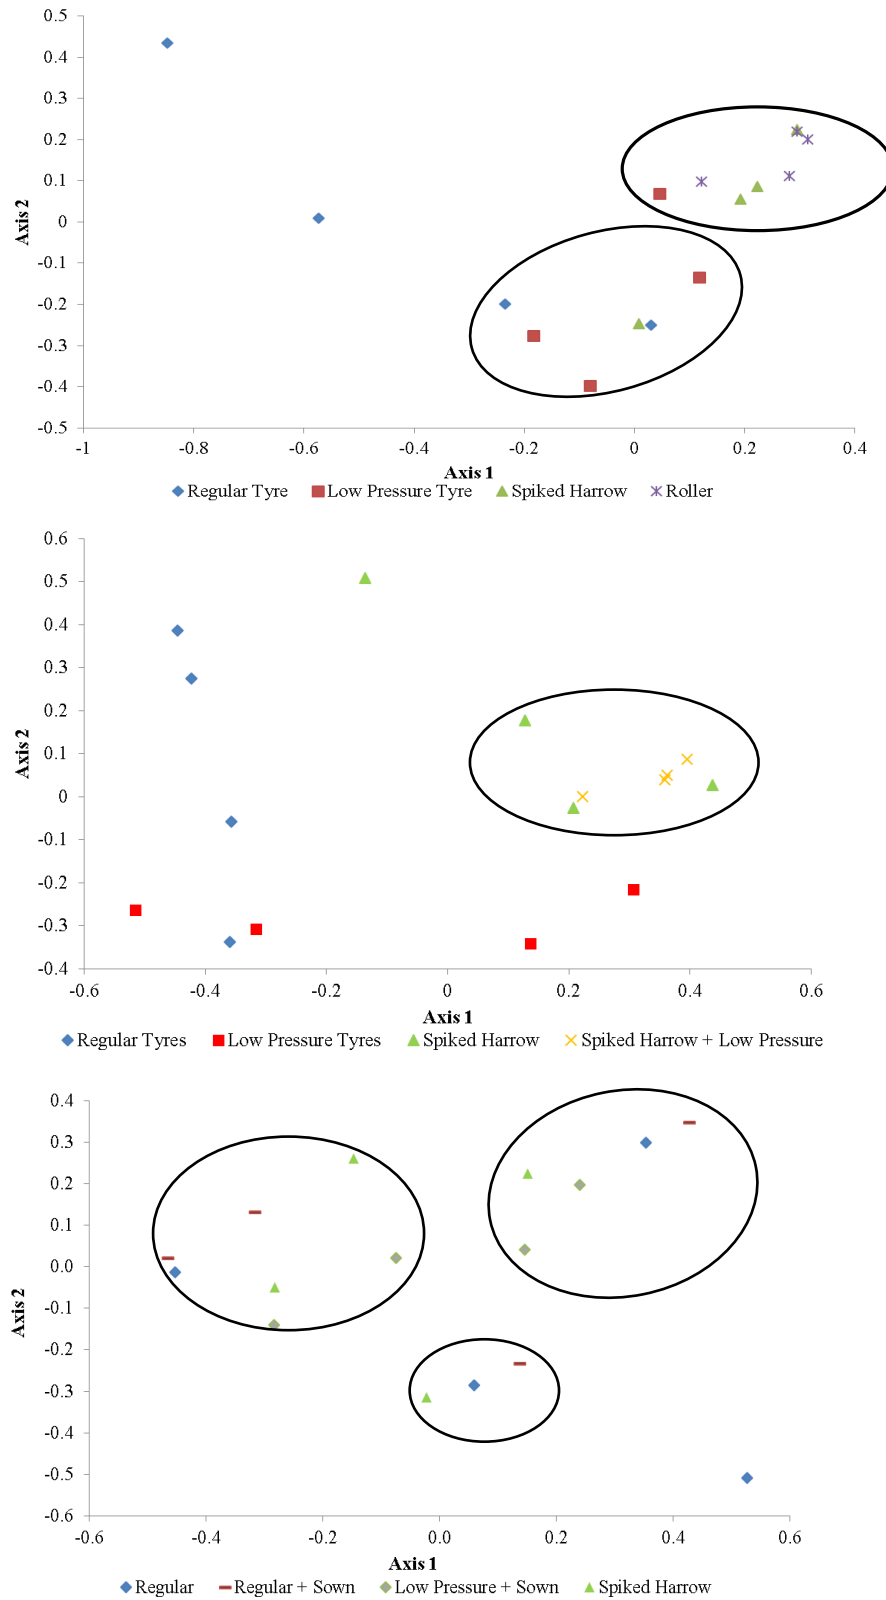 0.5
0.4
0.3
0.2
0.1
0
-0.1
-0.2
-0.3
-0.4
-0.5
Axis 2
-1 -0.8 -0.6 -0.4 -0.2 0 0.2 0.4
Axis 1
Regular Tyre Low Pressure Tyre Spiked Harrow Roller
0.6
0.5
0.4
0.3
0.2
0.1
0
-0.1
-0.2
-0.3
-0.4
Axis 2
-0.6 -0.4 -0.2 0 0.2 0.4 0.6
Axis 1
Regular Tyres Low Pressure Tyres Spiked Harrow Spiked Harrow + Low Pressure
0.4
0.3
0.2
0.1
0.0
-0.1
-0.2
-0.3
-0.4
-0.5
-0.6
Axis 2
-0.6 -0.4 -0.2 0.0 0.2 0.4 0.6
Axis 1
Regular Regular + Sown Low Pressure + Sown Spiked Harrow